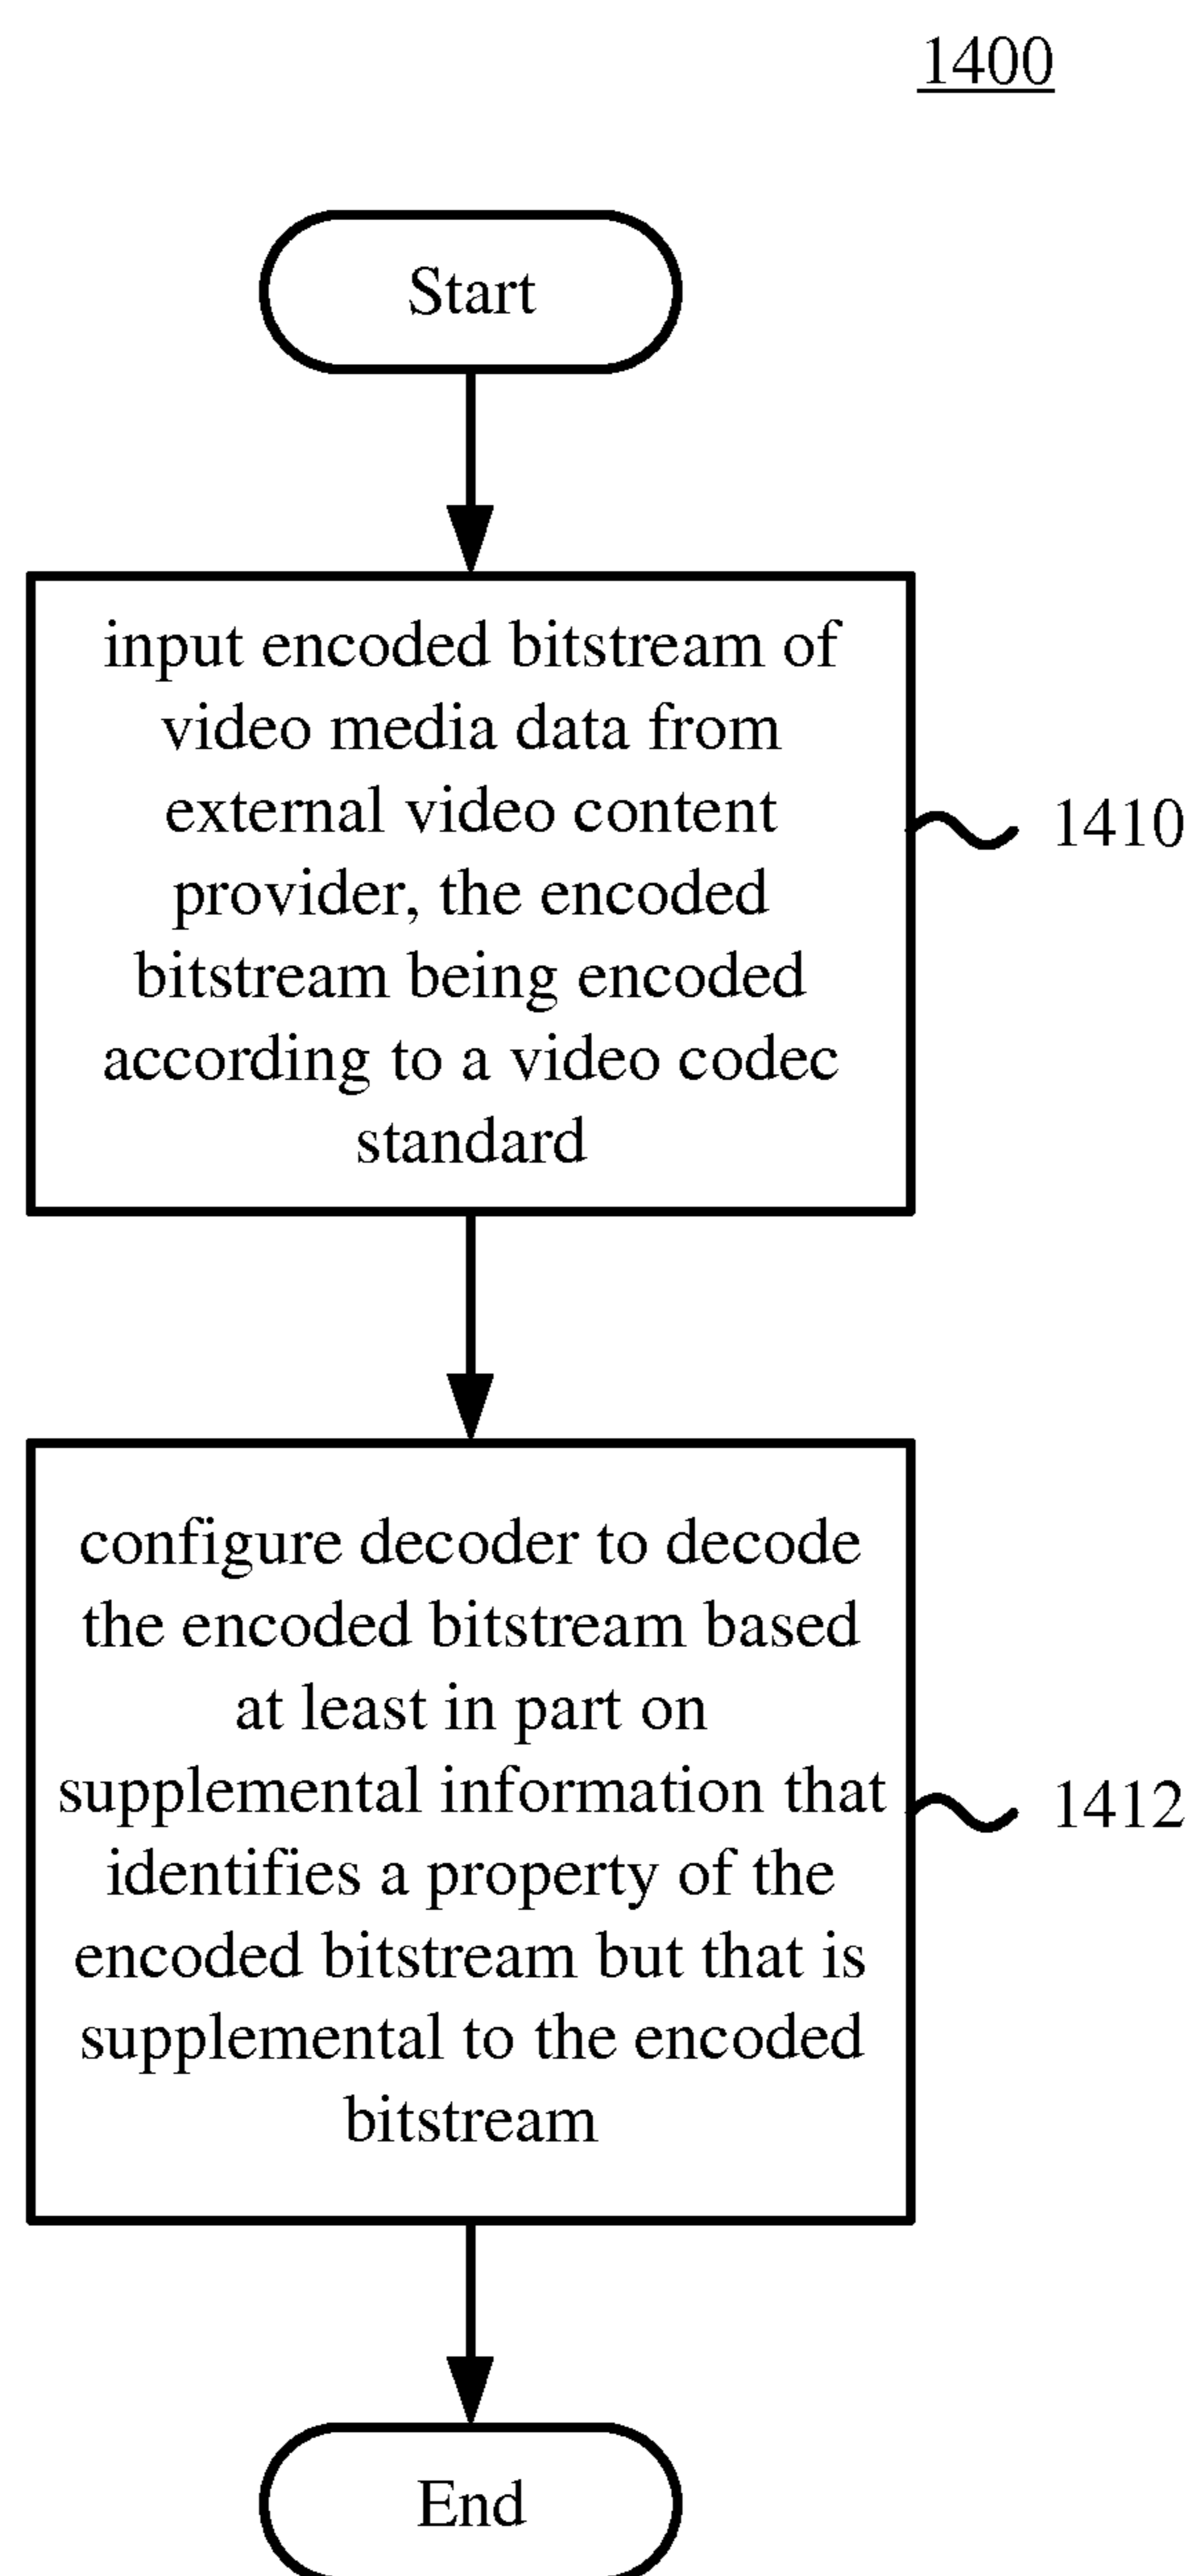 1400
Start
input encoded bitstream of
video media data from
external video content
provider, the encoded
bitstream being encoded
according to a video codec
standard
1410
configure decoder to decode
the encoded bitstream based
at least in part on
supplemental information that
identifies a property of the
encoded bitstream but that is
supplemental to the encoded
bitstream
1412
End